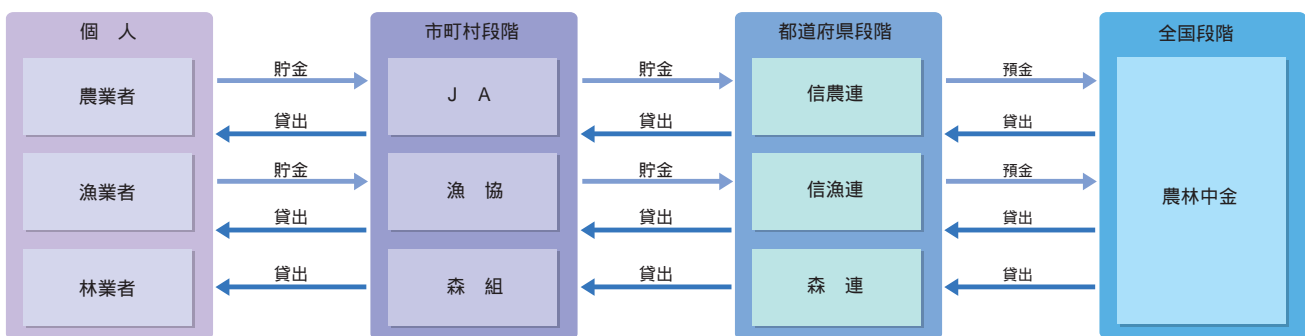 個　人
市町村段階
都道府県段階
全国段階
農業者
貯金
貸出
J　A
貯金
貸出
信農連
預金
貸出
農林中金
漁業者
貯金
貸出
漁　協
貯金
貸出
信漁連
預金
貸出
林業者
貸出
森　組
貸出
森　連
貸出